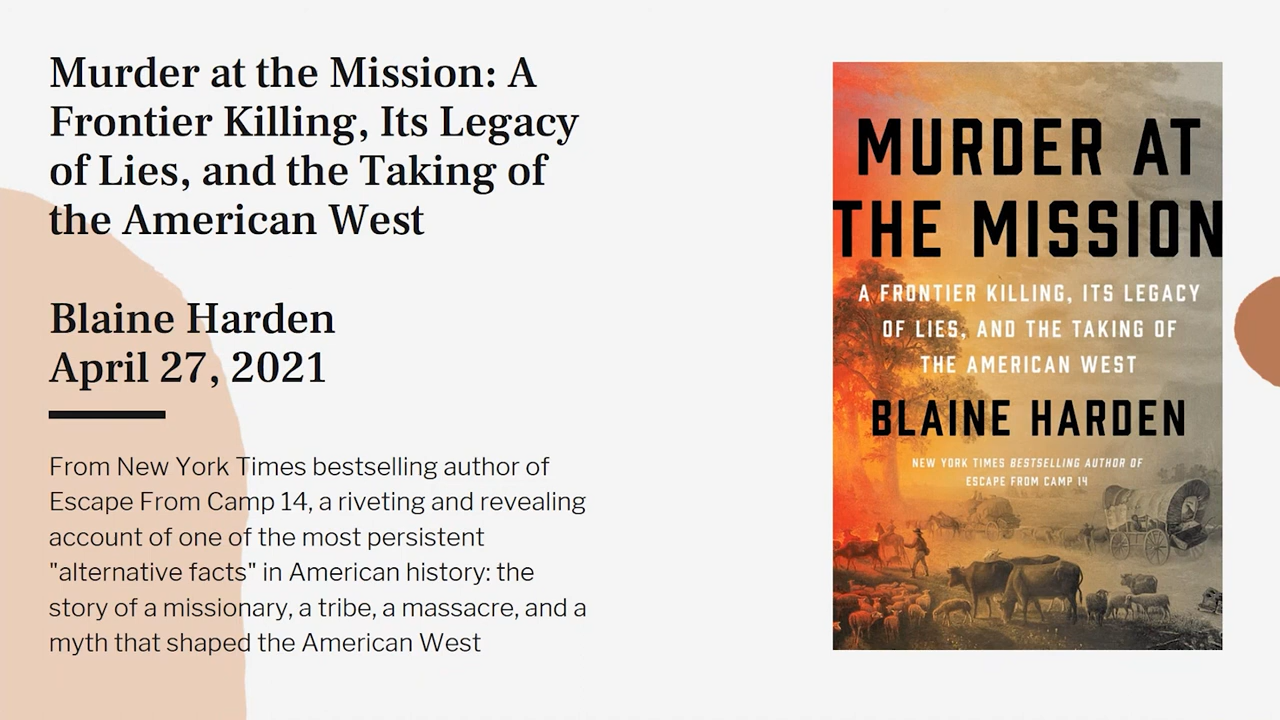 Murder at the Mission: A
Frontier Killing, Its Legacy
of Lies, and the Taking of
the American West
Blaine Harden
April 27, 2021
From New York Times bestselling author of
Escape From Camp 14, a riveting and revealing
account of one of the most persistent
"alternative facts" in American history: the
story of a missionary, a tribe, a massacre, and a
myth that shaped the American West
MURDER AT
THE MISSION
A FRONTIER KILLING, ITS LEGACY
OF LIES, AND THE TAKING OF
THE AMERICAN WEST
BLAINE HARDEN
NEW YORK TIMES BESTSELLING AUTHOR OF
ESCAPE FROM CAMP 14